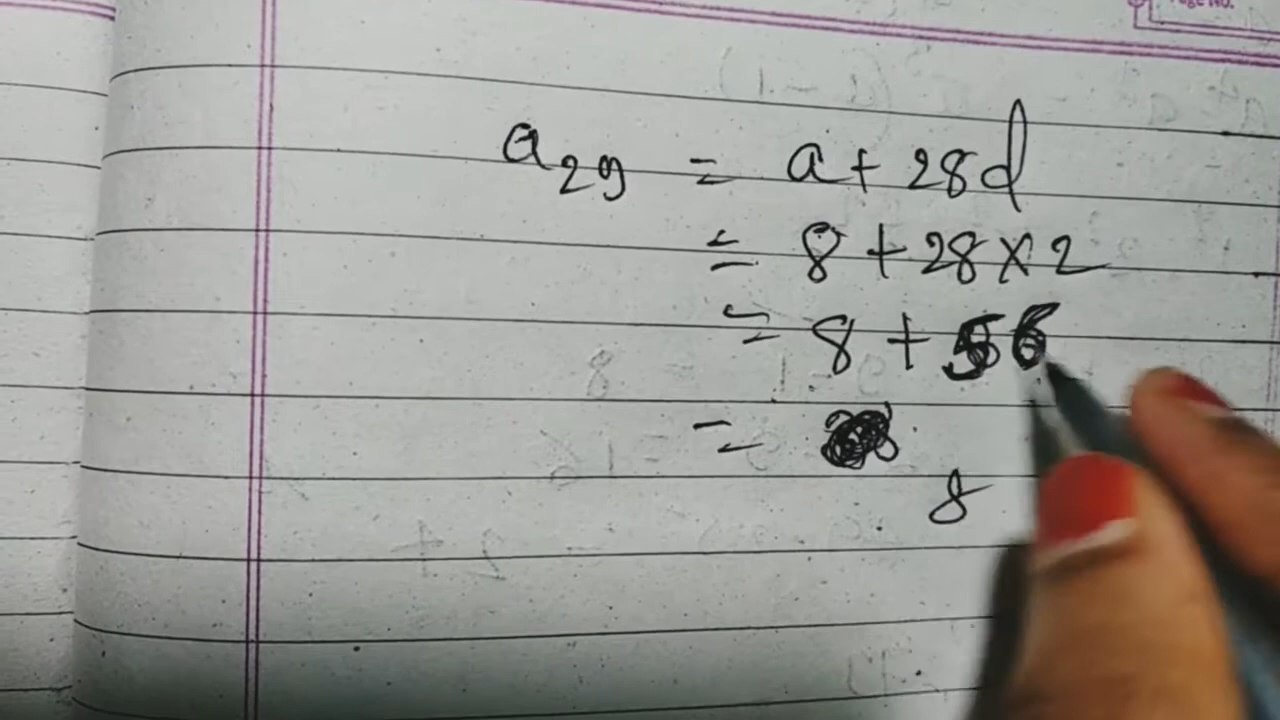 a₂₉ = a + 28d
= 8 + 28 × 2
= 8 + 56
=
8